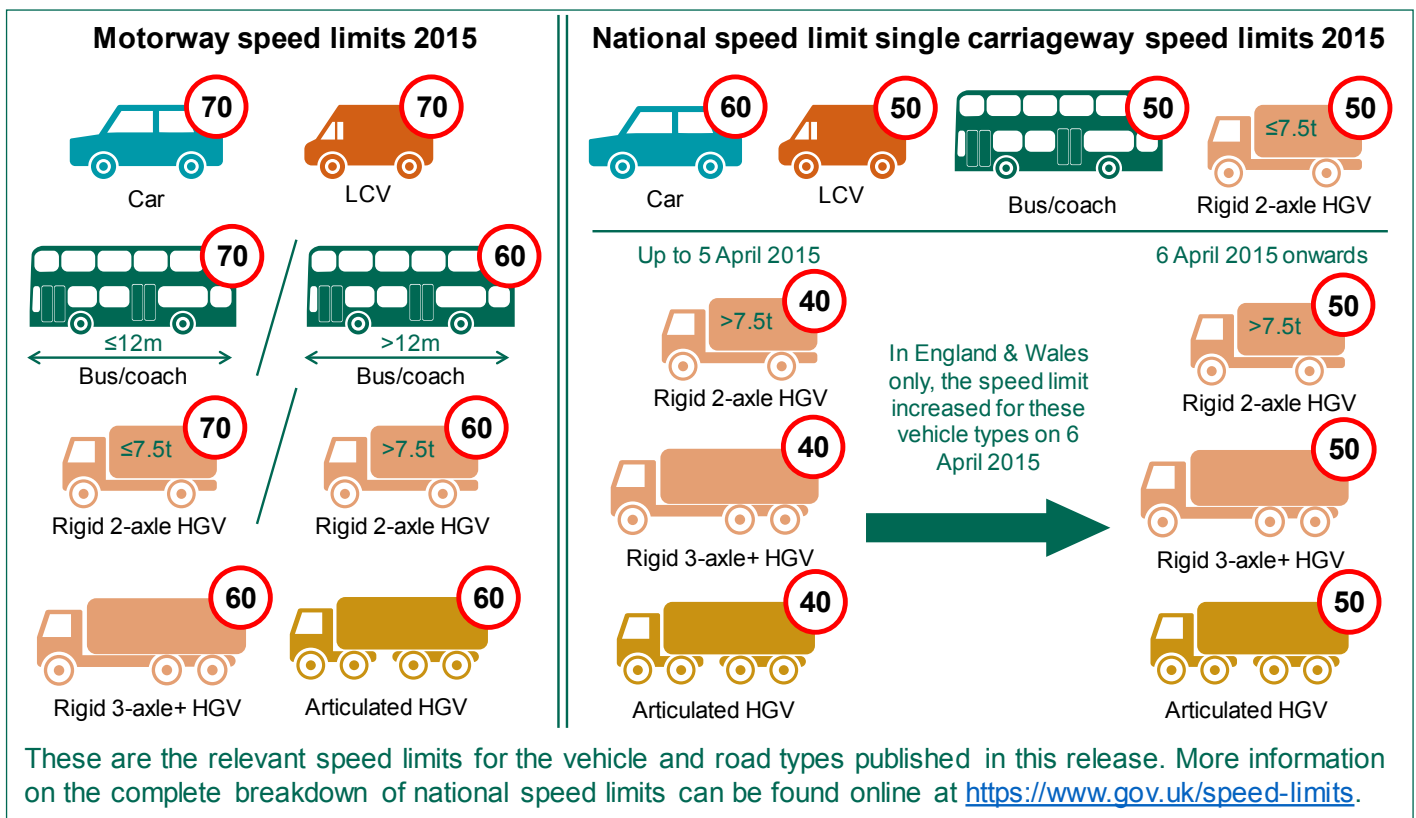 Motorway speed limits 2015
70
70
Car
LCV
70
60
≤12m
>12m
Bus/coach
Bus/coach
70
60
≤7.5t
>7.5t
Rigid 2-axle HGV
Rigid 2-axle HGV
60
60
Rigid 3-axle+ HGV
Articulated HGV
National speed limit single carriageway speed limits 2015
60
50
50
50
≤7.5t
Car
LCV
Bus/coach
Rigid 2-axle HGV
Up to 5 April 2015
40
>7.5t
Rigid 2-axle HGV
40
Rigid 3-axle+ HGV
40
Articulated HGV
In England & Wales
only, the speed limit
increased for these
vehicle types on 6
April 2015
6 April 2015 onwards
50
>7.5t
Rigid 2-axle HGV
50
Rigid 3-axle+ HGV
50
Articulated HGV
These are the relevant speed limits for the vehicle and road types published in this release. More information
on the complete breakdown of national speed limits can be found online at https://www.gov.uk/speed-limits.